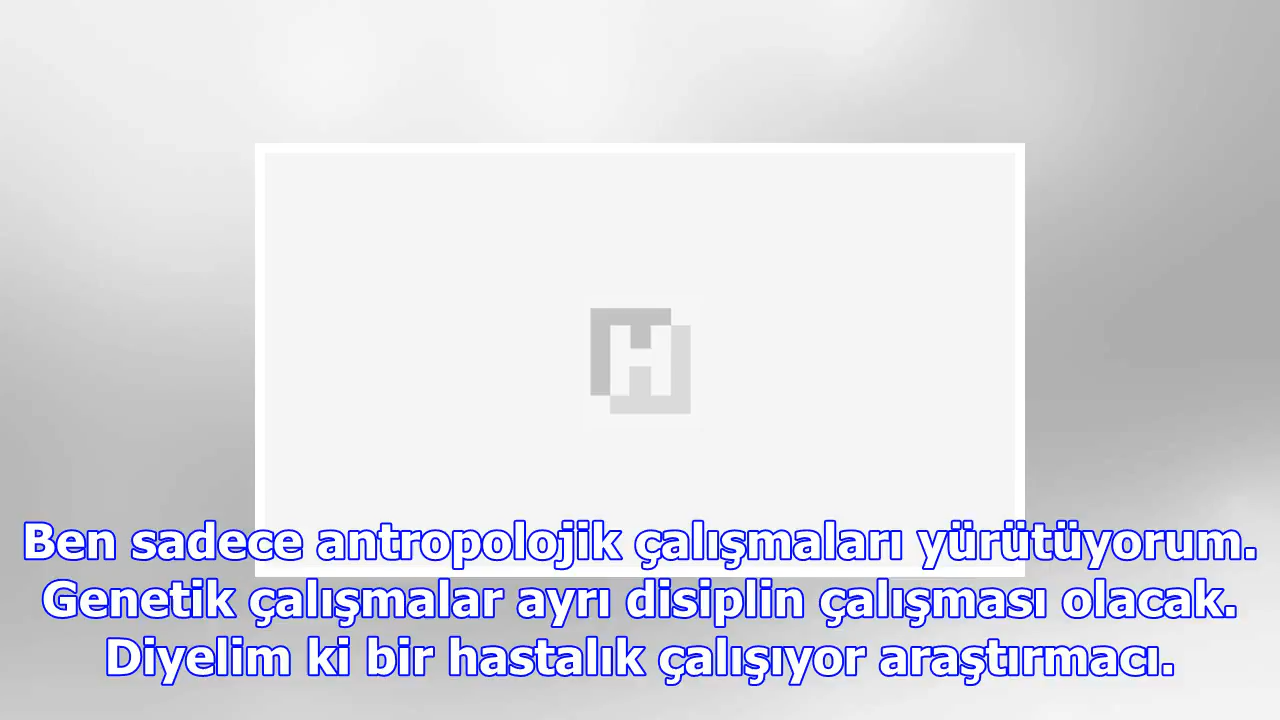 H
Ben sadece antropolojik çalışmaları yürütüyorum.
Genetik çalışmalar ayrı disiplin çalışması olacak.
Diyelim ki bir hastalık çalışıyor araştırmacı.